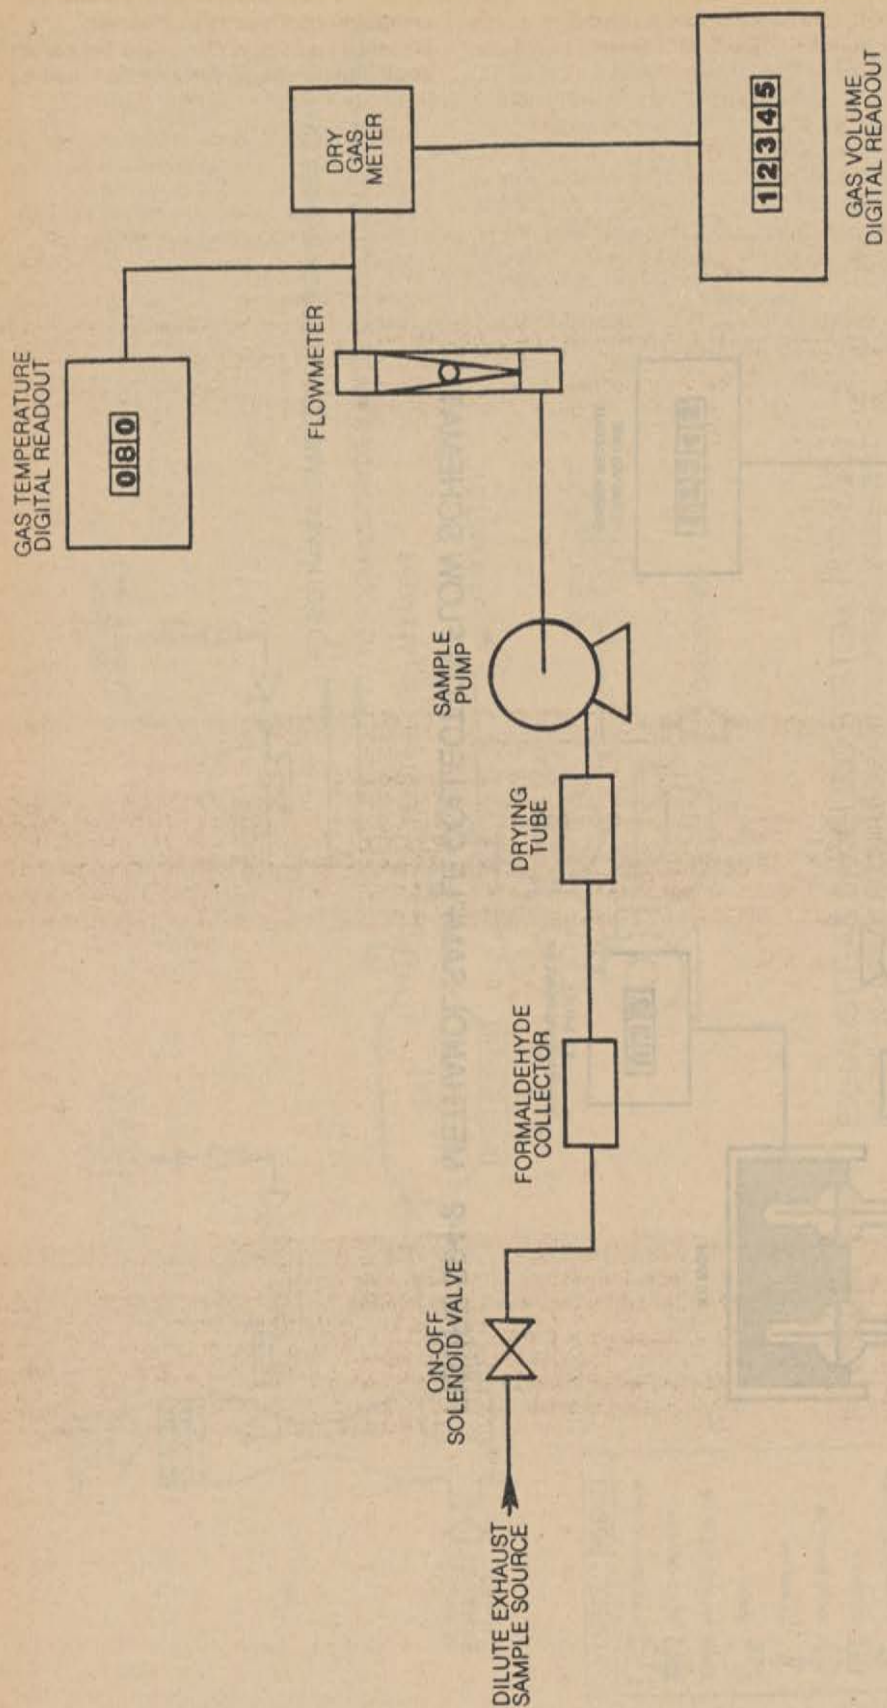 GAS TEMPERATURE
DIGITAL READOUT
080
FLOWMETER
DRY
GAS
METER
12345
GAS VOLUME
DIGITAL READOUT
SAMPLE
PUMP
DRYING
TUBE
FORMALDEHYDE
COLLECTOR
ON-OFF
SOLENOID VALVE
DILUTE EXHAUST
SAMPLE SOURCE